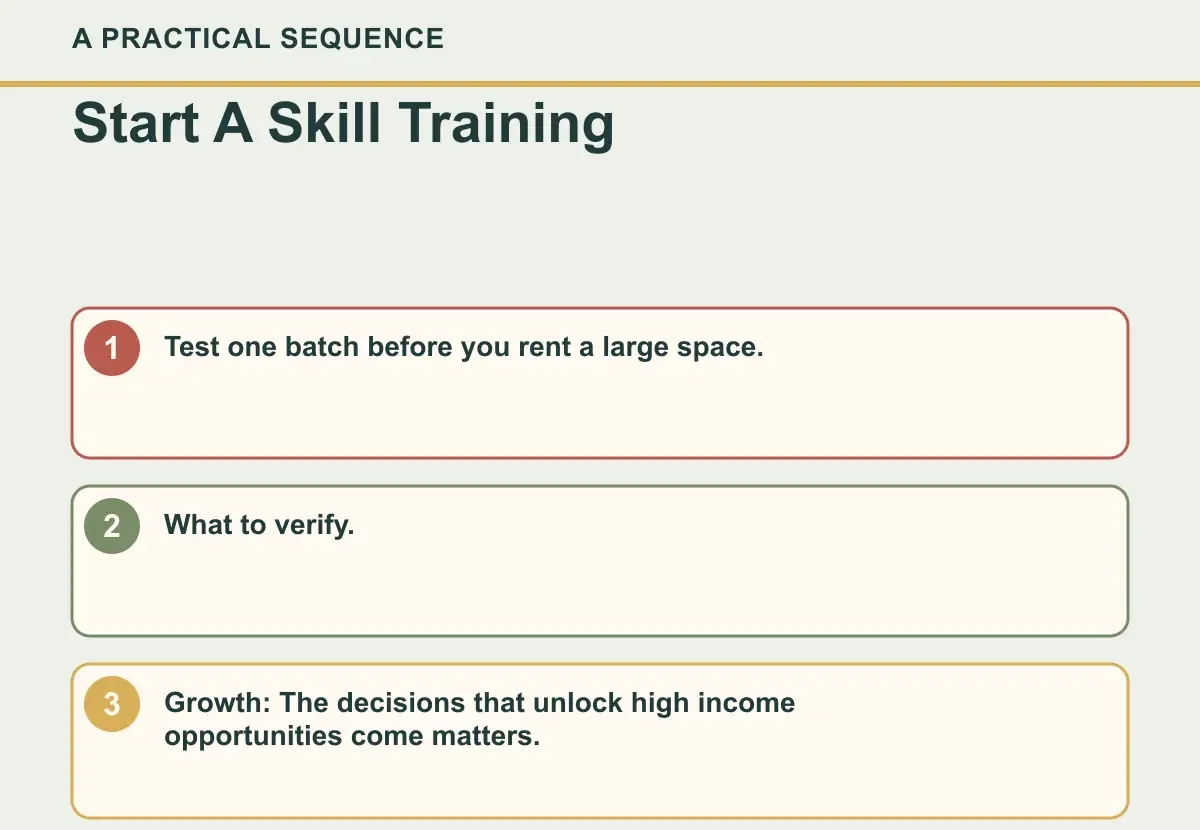 A PRACTICAL SEQUENCE
Start A Skill Training
1
Test one batch before you rent a large space.
2
What to verify.
3
Growth: The decisions that unlock high income
opportunities come matters.